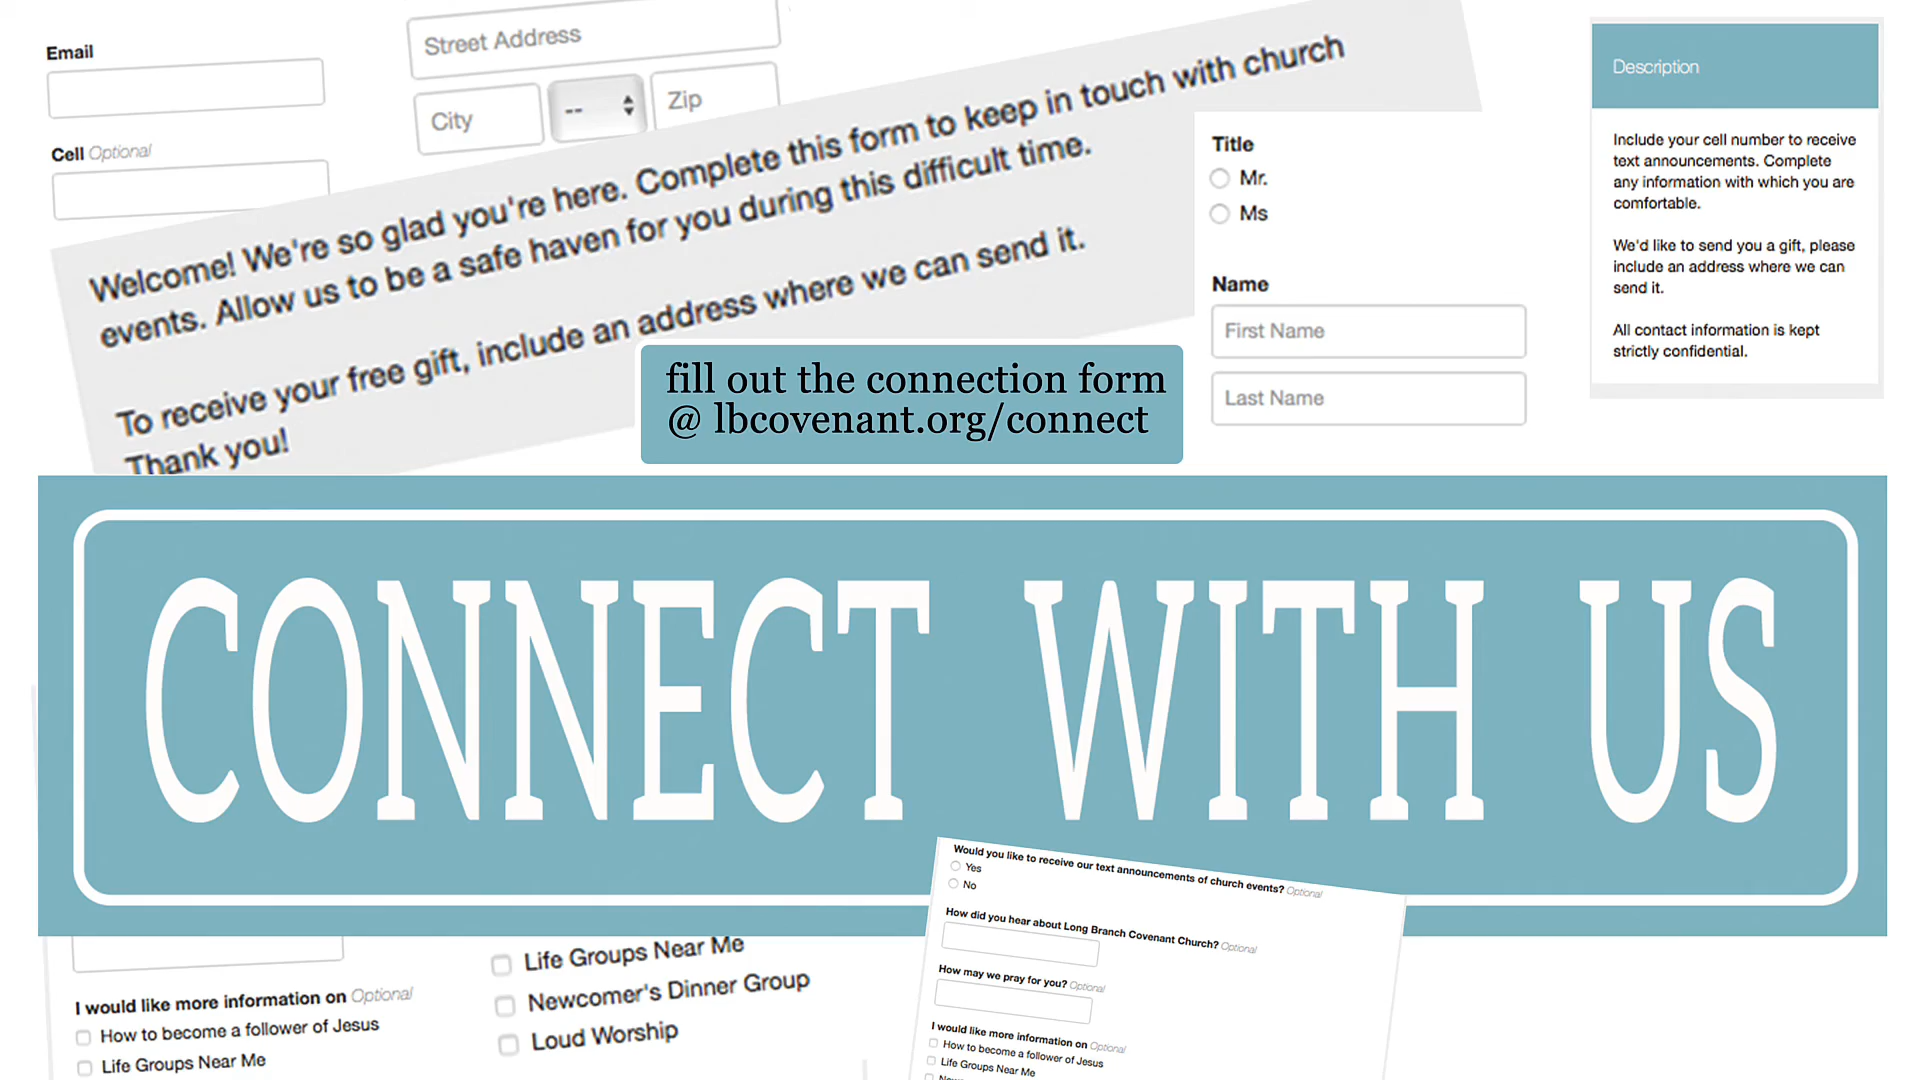 Email
Cell Optional
Street Address
City
--
Zip
Welcome! We're so glad you're here. Complete this form to keep in touch with church
events. Allow us to be a safe haven for you during this difficult time.
To receive your free gift, include an address where we can send it.
Thank you!
Title
Mr.
Ms
Name
First Name
Last Name
Description
Include your cell number to receive
text announcements. Complete
any information with which you are
comfortable.
We'd like to send you a gift, please
include an address where we can
send it.
All contact information is kept
strictly confidential.
fill out the connection form
@ lbcovenant.org/connect
CONNECT WITH US
I would like more information on Optional
How to become a follower of Jesus
Life Groups Near Me
Life Groups Near Me
Newcomer's Dinner Group
Loud Worship
Would you like to receive our text announcements of church events? Optional
Yes
No
How did you hear about Long Branch Covenant Church? Optional
How may we pray for you? Optional
I would like more information on Optional
How to become a follower of Jesus
Life Groups Near Me